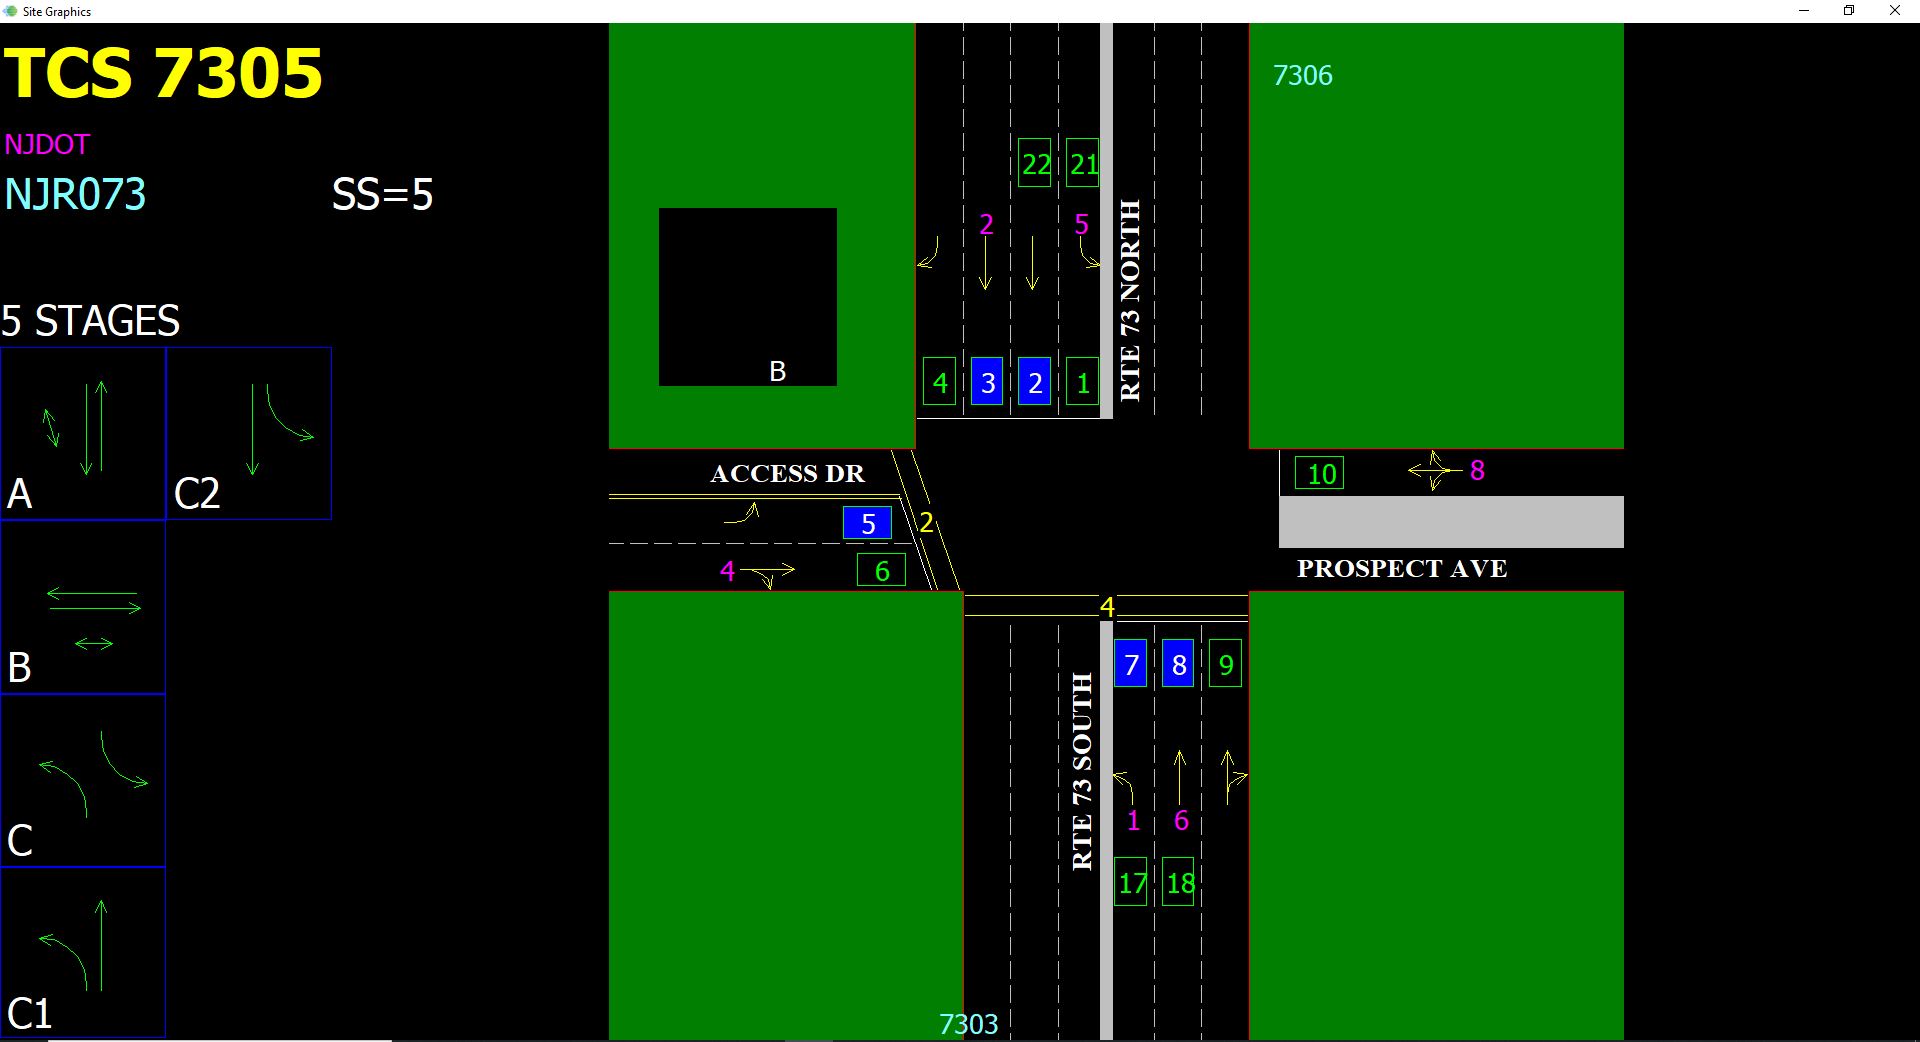 Site Graphics
TCS 7305
NJDOT
NJR073
SS=5
5 STAGES
A
C2
B
C
C1
B
7306
22
21
2
5
RTE 73 NORTH
4
3
2
1
ACCESS DR
5
2
4
6
10
8
PROSPECT AVE
4
7
8
9
RTE 73 SOUTH
1
6
17
18
7303